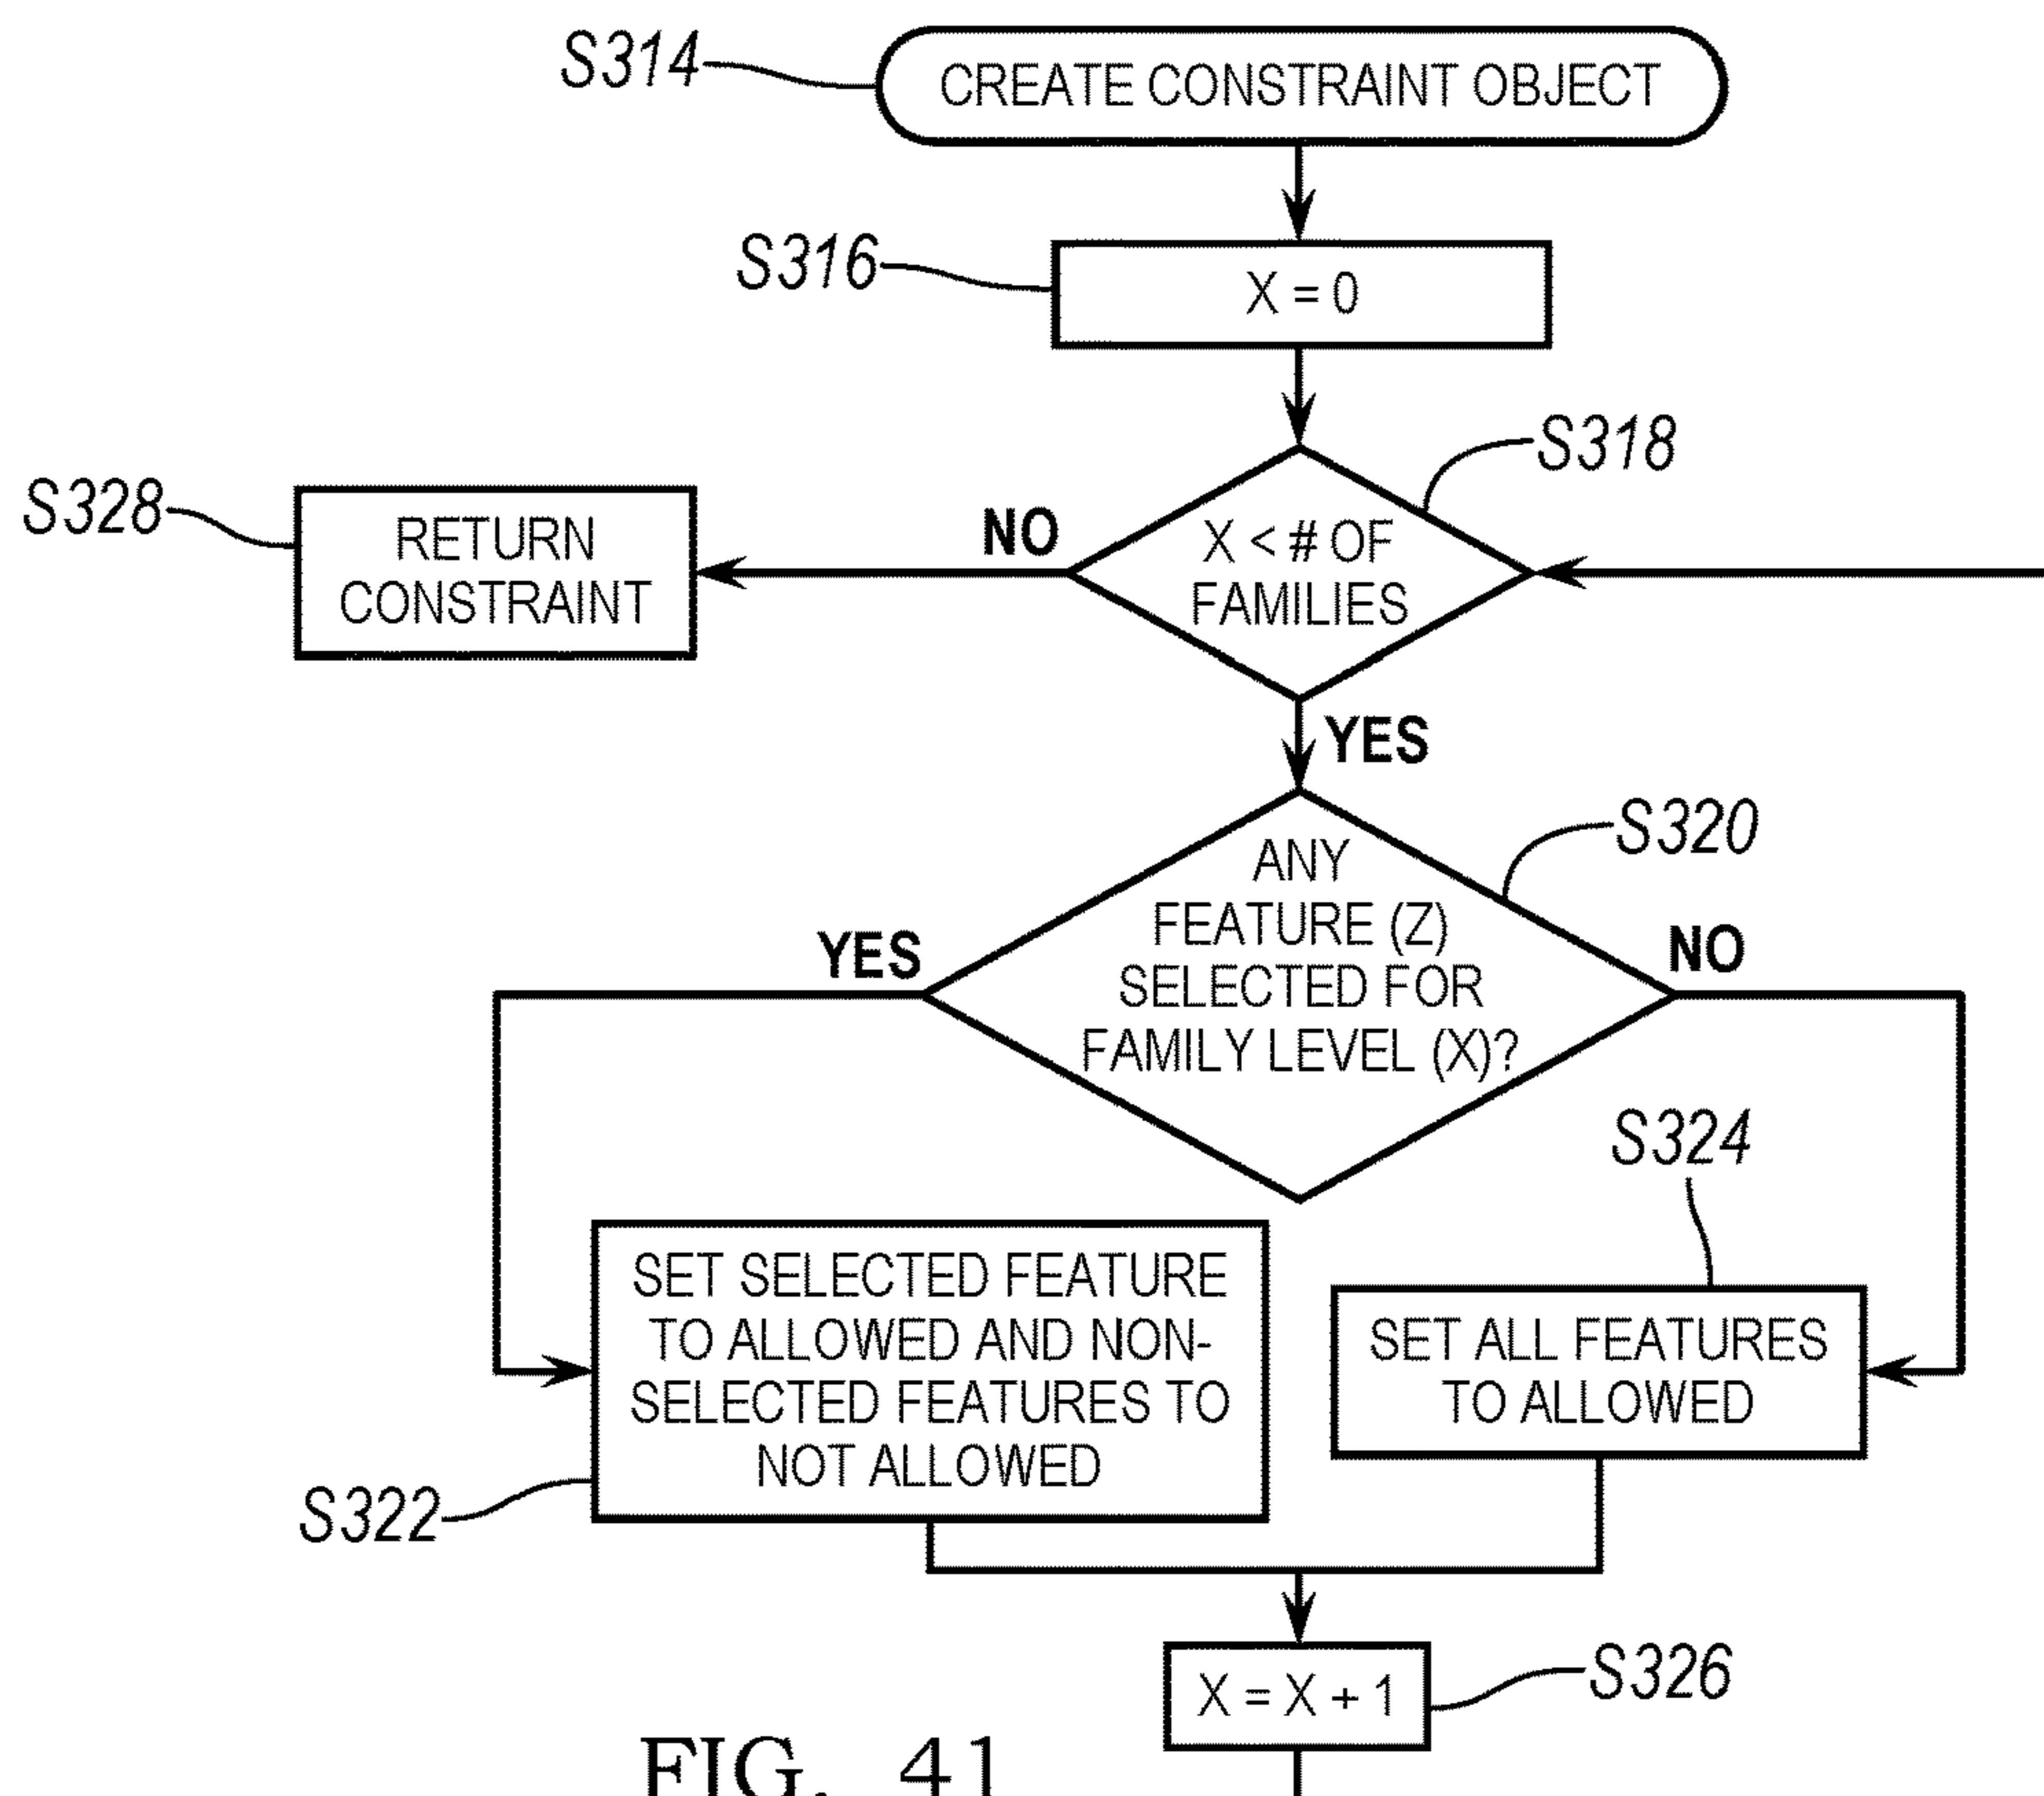 S314
CREATE CONSTRAINT OBJECT
S316
X = 0
S318
S328
RETURN
CONSTRAINT
NO
X < # OF
FAMILIES
YES
S320
ANY
FEATURE (Z)
SELECTED FOR
FAMILY LEVEL (X)?
YES
NO
S324
SET SELECTED FEATURE
TO ALLOWED AND NON-
SELECTED FEATURES TO
NOT ALLOWED
SET ALL FEATURES
TO ALLOWED
S322
X = X + 1
S326
FIG. 41